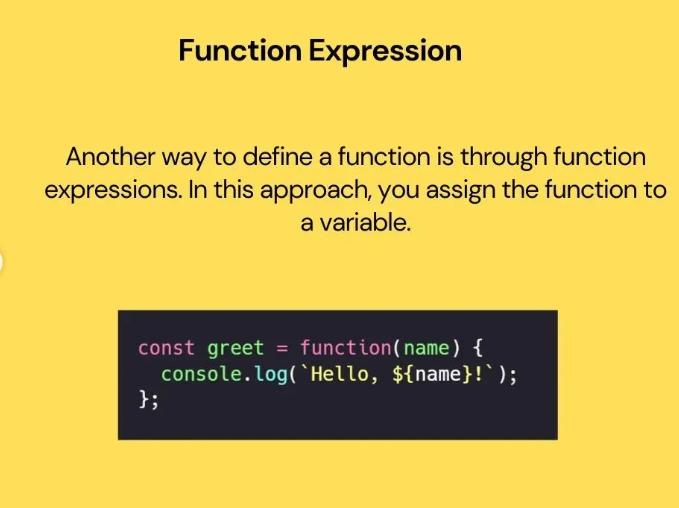 Function Expression
Another way to define a function is through function
expressions. In this approach, you assign the function to
a variable.
const greet = function(name) {
  console.log(`Hello, ${name}!`);
};